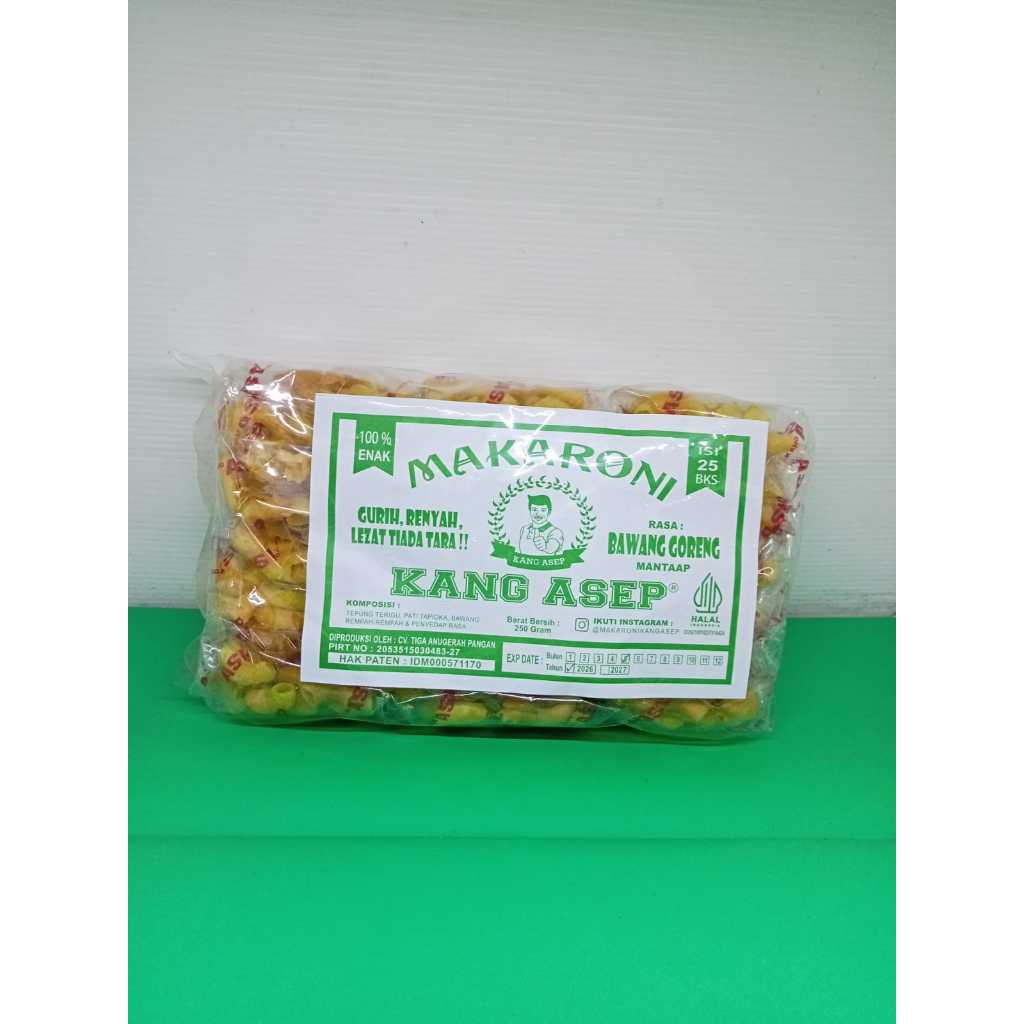 100 %
ENAK
MAKARONI
ISI
25
BKS
GURIH, RENYAH,
LEZAT TIADA TARA !!
KANG ASEP
RASA :
BAWANG GORENG
MANTAAP
KANG ASEP®
KOMPOSISI :
TEPUNG TERIGU, PATI TAPIOKA, BAWANG
REMPAH-REMPAH & PENYEDAP RASA
Berat Bersih :
250 Gram
IKUTI INSTAGRAM :
@MAKARONIKANGASEP
HALAL
INDONESIA
DIPRODUKSI OLEH : CV. TIGA ANUGERAH PANGAN
PIRT NO : 2053515030483-27
HAK PATEN : IDM000571170
EXP DATE : Bulan 1 2 3 4 5 6 7 8 9 10 11 12
Tahun 2026 2027